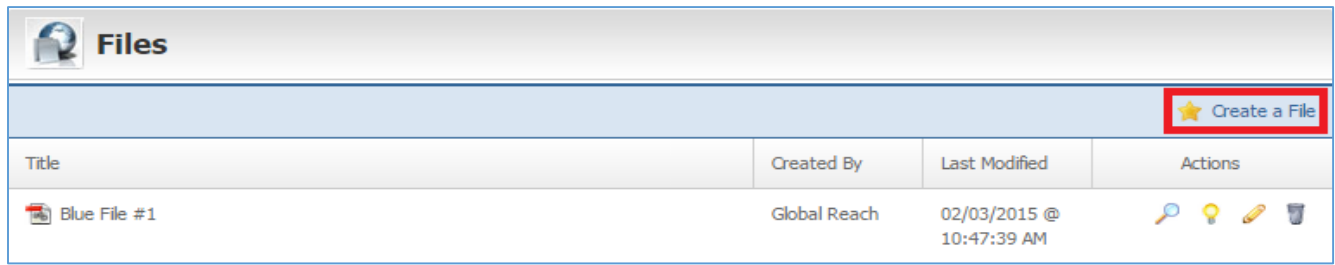 Files
Create a File
Title Created By Last Modified Actions
Blue File #1 Global Reach 02/03/2015 @
10:47:39 AM